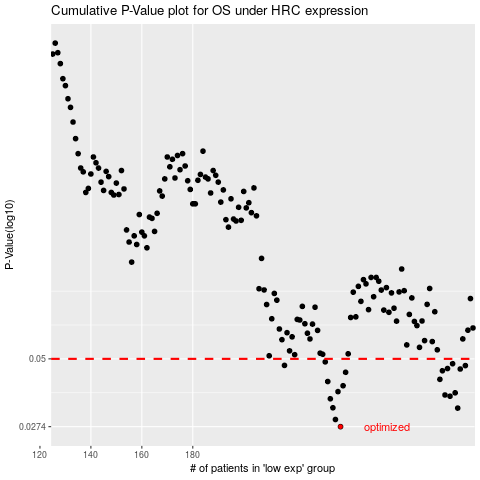 Cumulative P-Value plot for OS under HRC expression
P-Value(log10)
0.05
0.0274
optimized
120 140 160 180
# of patients in 'low exp' group